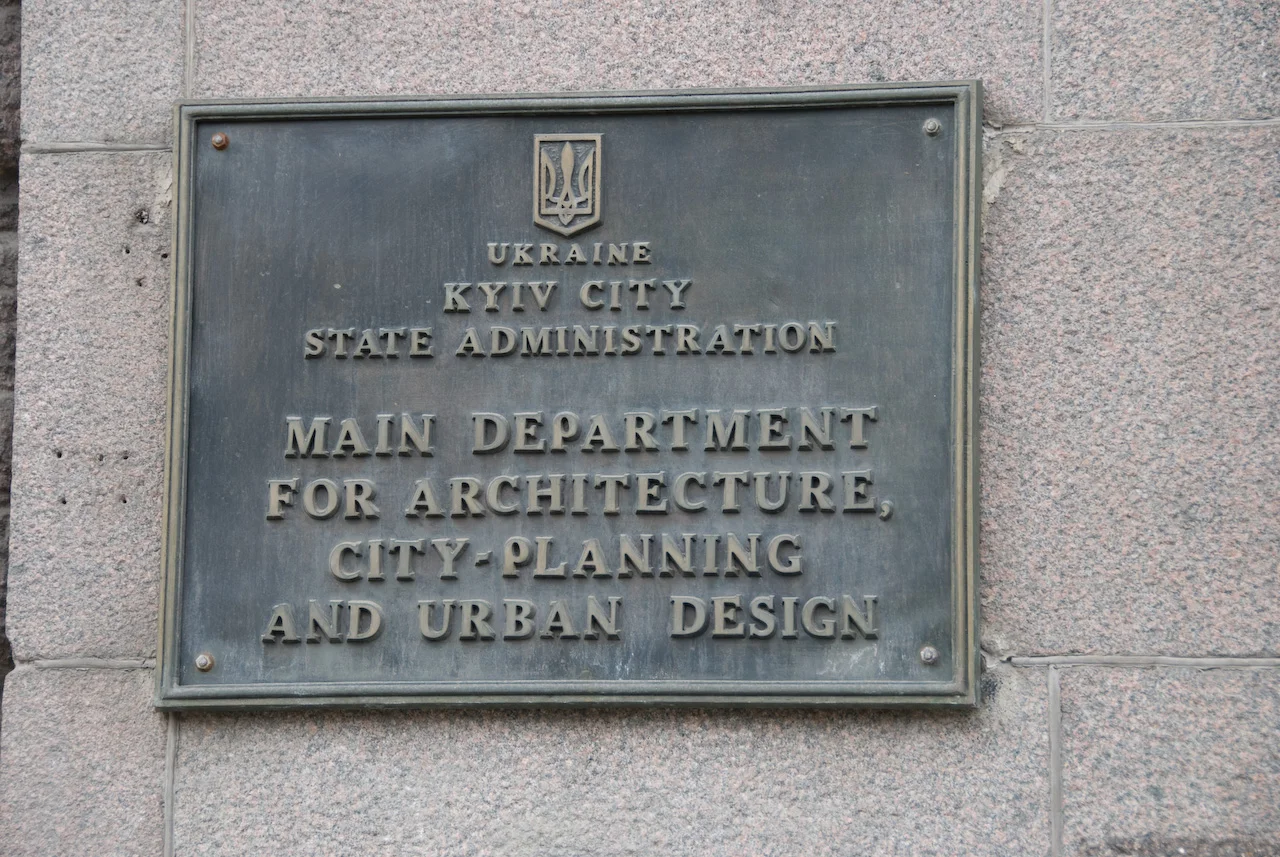 UKRAINE
KYIV CITY
STATE ADMINISTRATION
MAIN DEPARTMENT
FOR ARCHITECTURE,
CITY-PLANNING
AND URBAN DESIGN